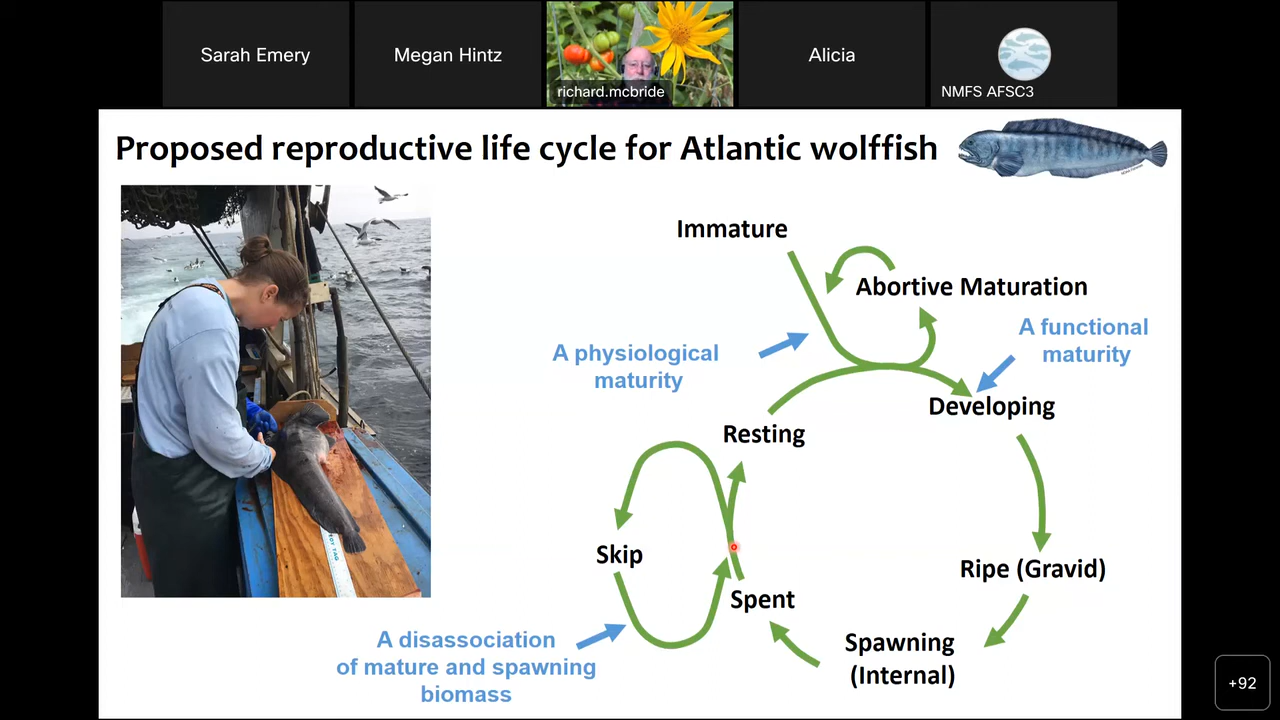 Sarah Emery
Megan Hintz
richard.mcbride
Alicia
NMFS AFSC3
Proposed reproductive life cycle for Atlantic wolffish
Immature
Abortive Maturation
A functional
maturity
A physiological
maturity
Developing
Resting
Skip
Ripe (Gravid)
Spent
Spawning
(Internal)
A disassociation
of mature and spawning
biomass
+92